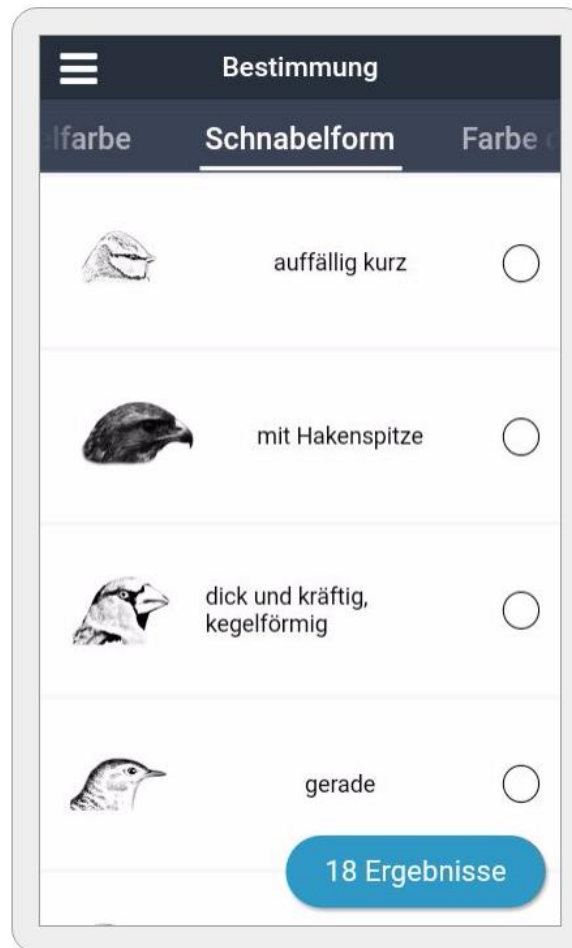 Bestimmung
lfarbe Schnabelform Farbe
auffällig kurz
mit Hakenspitze
dick und kräftig,
kegelförmig
gerade
18 Ergebnisse